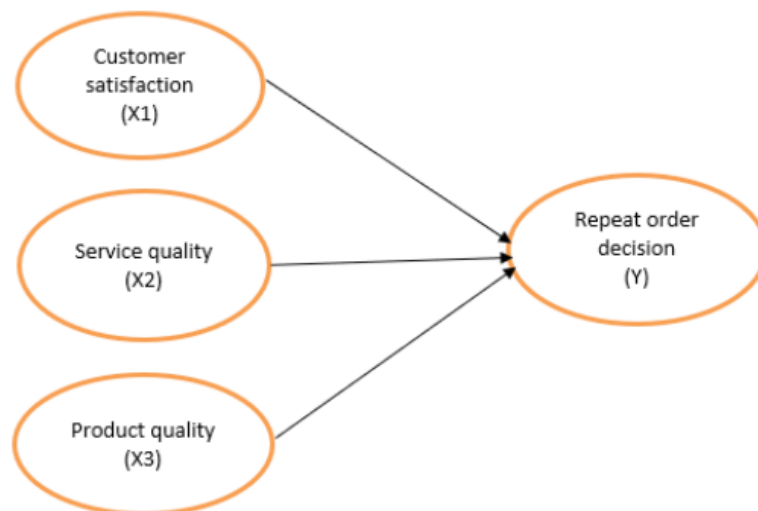 Customer
satisfaction
(X1)
Service quality
(X2)
Product quality
(X3)
Repeat order
decision
(Y)